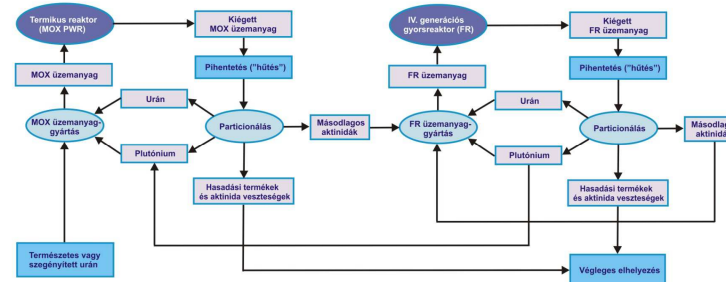 Termikus reaktor
(MOX PWR)
Kiégett
MOX üzemanyag
Pihentetés ("hűtés")
MOX üzemanyag
MOX üzemanyag-
gyártás
Urán
Particionálás
Plutónium
Másodlagos
aktinidák
Hasadási termékek
és aktinida veszteségek
Természetes vagy
szegényített urán
IV. generációs
gyorsreaktor (FR)
Kiégett
FR üzemanyag
Pihentetés ("hűtés")
FR üzemanyag
FR üzemanyag-
gyártás
Urán
Particionálás
Plutónium
Másodlagos
aktinidák
Hasadási termékek
és aktinida veszteségek
Végleges elhelyezés